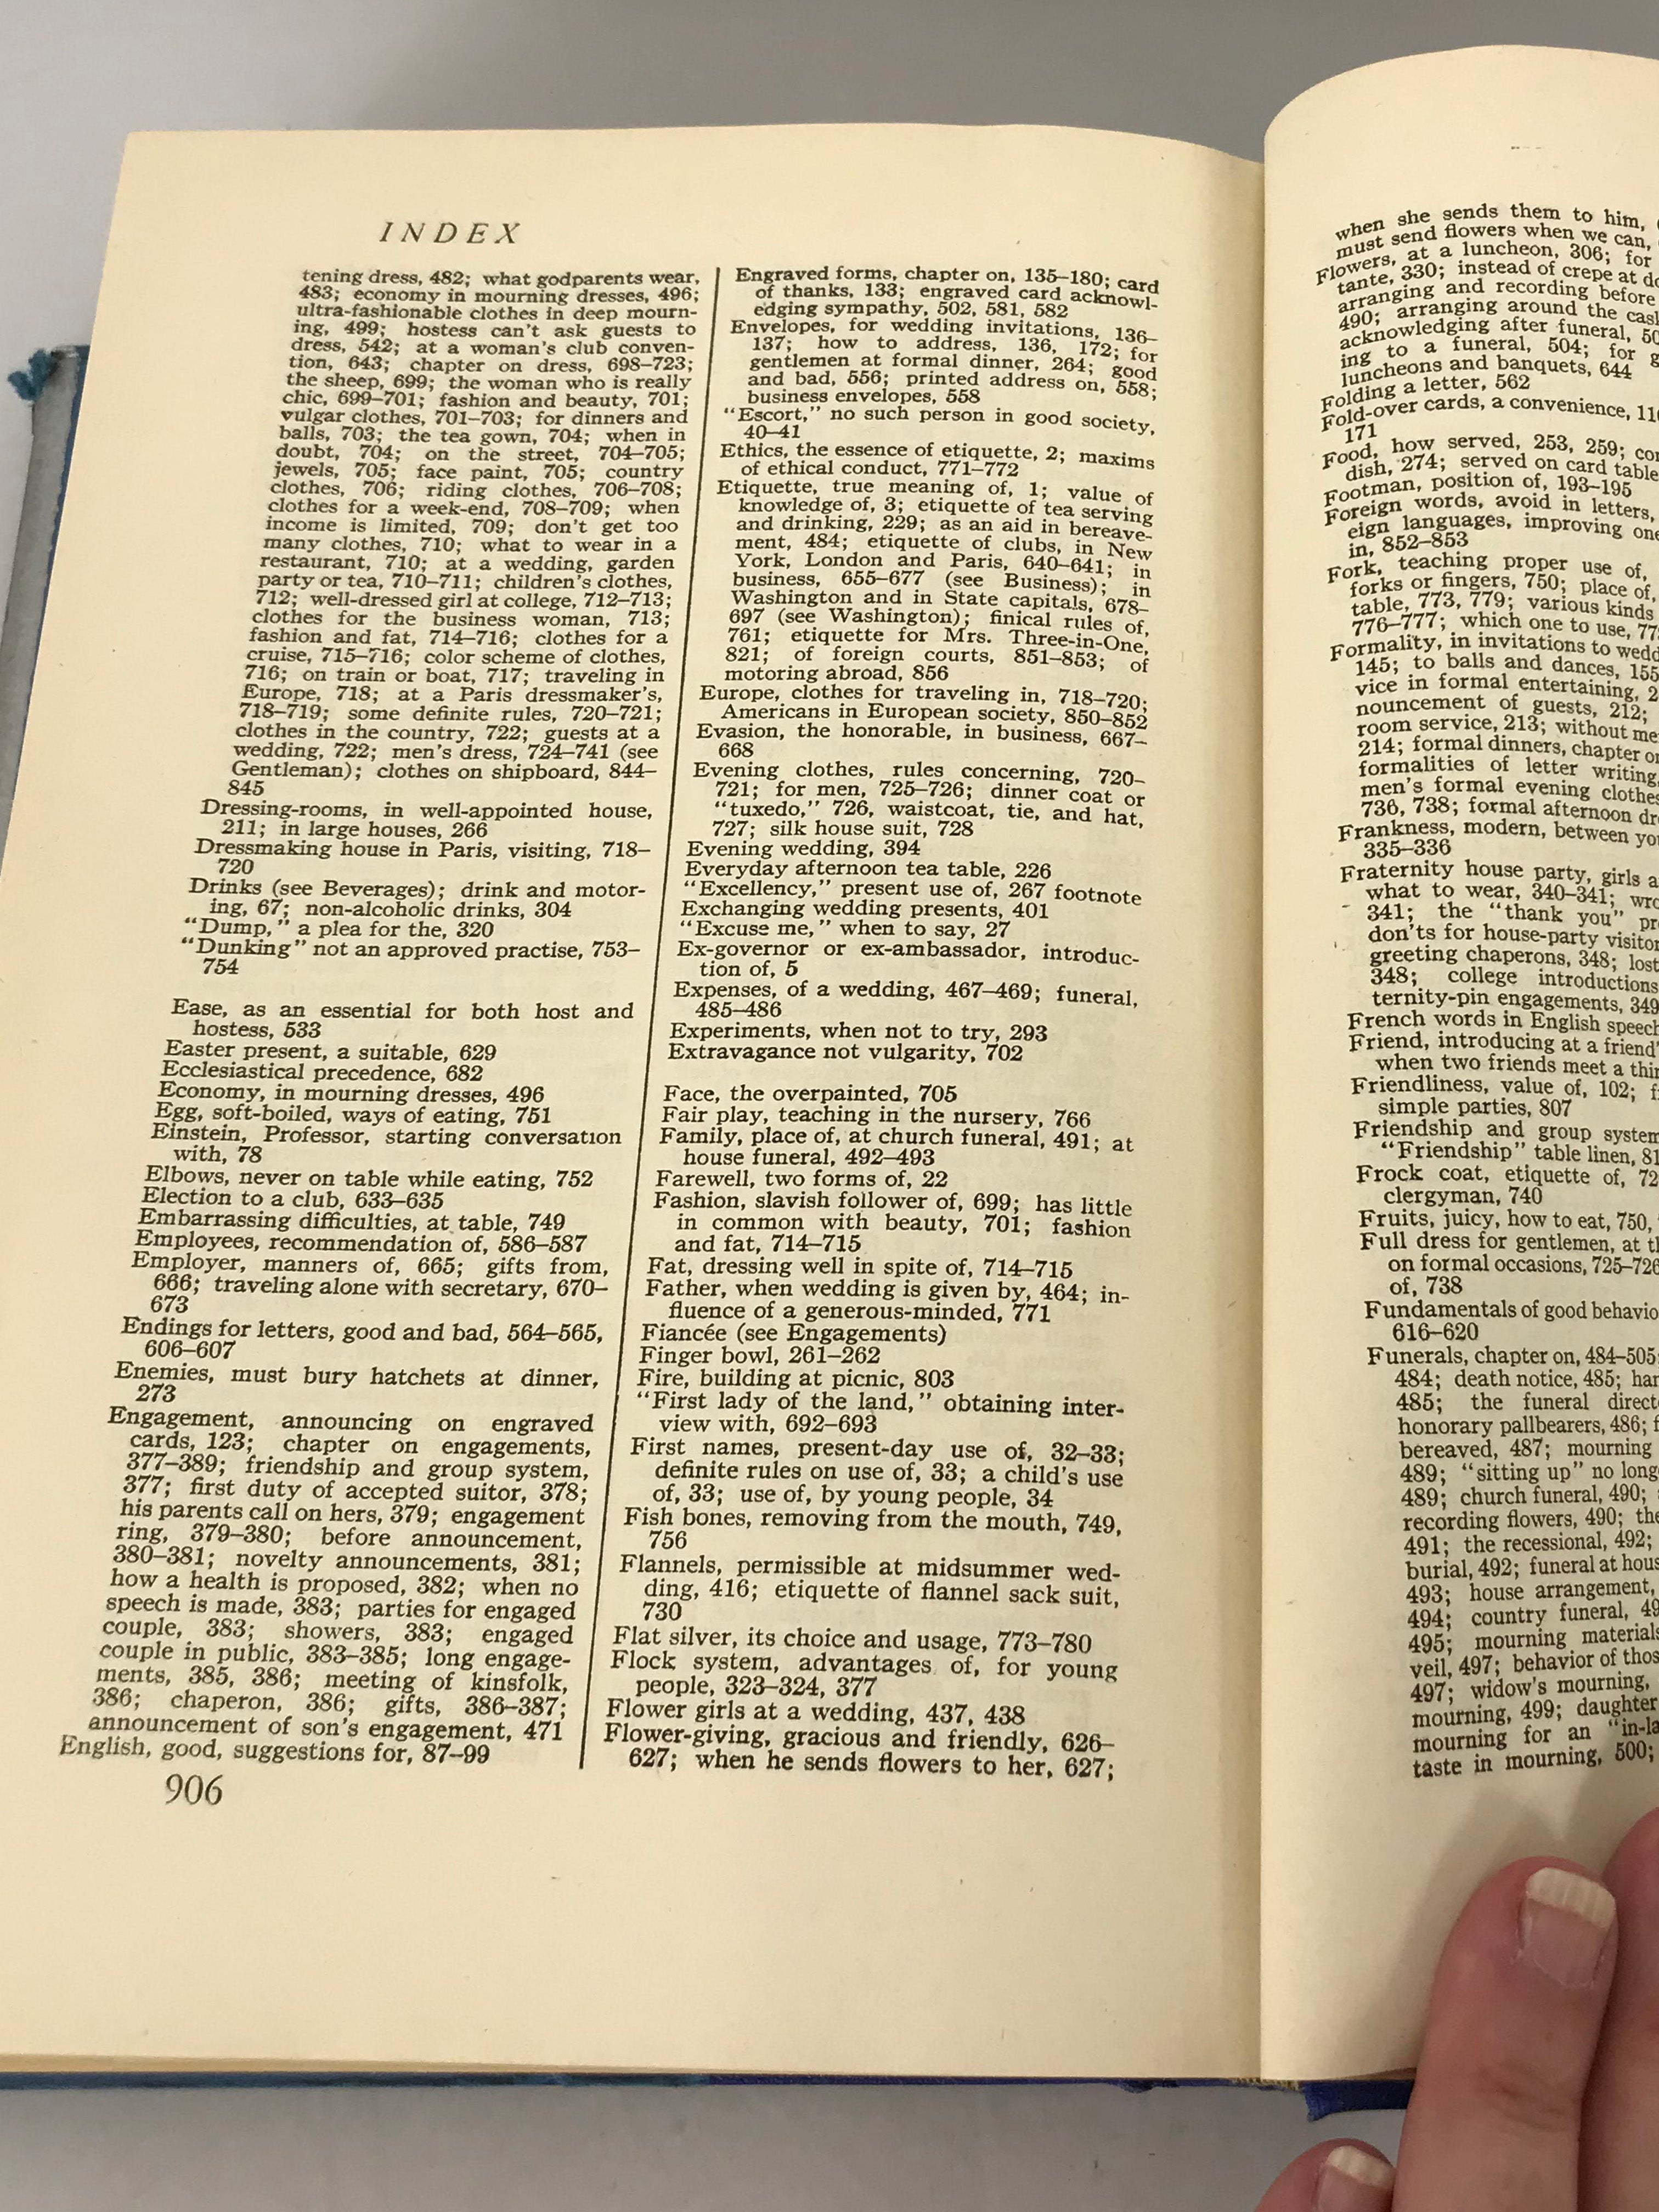 INDEX
tening dress, 482; what godparents wear,
483; economy in mourning dresses, 496;
ultra-fashionable clothes in deep mourn-
ing, 499; hostess can't ask guests to
dress, 542; at a woman's club conven-
tion, 643; chapter on dress, 698–723;
the sheep, 699; the woman who is really
chic, 699–701; fashion and beauty, 701;
vulgar clothes, 701–703; for dinners and
balls, 703; the tea gown, 704; when in
doubt, 704; on the street, 704–705;
jewels, 705; face paint, 705; country
clothes, 706; riding clothes, 706–708;
clothes for a week-end, 708–709; when
income is limited, 709; don't get too
many clothes, 710; what to wear in a
restaurant, 710; at a wedding, garden
party or tea, 710–711; children's clothes,
712; well-dressed girl at college, 712–713;
clothes for the business woman, 713;
fashion and fat, 714–716; clothes for a
cruise, 715–716; color scheme of clothes,
716; on train or boat, 717; traveling in
Europe, 718; at a Paris dressmaker's,
718–719; some definite rules, 720–721;
clothes in the country, 722; guests at a
wedding, 722; men's dress, 724–741 (see
Gentleman); clothes on shipboard, 844–
845
Dressing-rooms, in well-appointed house,
211; in large houses, 266
Dressmaking house in Paris, visiting, 718–
720
Drinks (see Beverages); drink and motor-
ing, 67; non-alcoholic drinks, 304
"Dump," a plea for the, 320
"Dunking" not an approved practise, 753–
754
Ease, as an essential for both host and
hostess, 533
Easter present, a suitable, 629
Ecclesiastical precedence, 682
Economy, in mourning dresses, 496
Egg, soft-boiled, ways of eating, 751
Einstein, Professor, starting conversation
with, 78
Elbows, never on table while eating, 752
Election to a club, 633–635
Embarrassing difficulties, at table, 749
Employees, recommendation of, 586–587
Employer, manners of, 665; gifts from,
666; traveling alone with secretary, 670–
673
Endings for letters, good and bad, 564–565,
606–607
Enemies, must bury hatchets at dinner,
273
Engagement, announcing on engraved
cards, 123; chapter on engagements,
377–389; friendship and group system,
377; first duty of accepted suitor, 378;
his parents call on hers, 379; engagement
ring, 379–380; before announcement,
380–381; novelty announcements, 381;
how a health is proposed, 382; when no
speech is made, 383; parties for engaged
couple, 383; showers, 383; engaged
couple in public, 383–385; long engage-
ments, 385, 386; meeting of kinsfolk,
386; chaperon, 386; gifts, 386–387;
announcement of son's engagement, 471
English, good, suggestions for, 87–99
906
Engraved forms, chapter on, 135–180; card
of thanks, 133; engraved card acknowl-
edging sympathy, 502, 581, 582
Envelopes, for wedding invitations, 136–
137; how to address, 136, 172; for
gentlemen at formal dinner, 264; good
and bad, 556; printed address on, 558;
business envelopes, 558
"Escort," no such person in good society,
40–41
Ethics, the essence of etiquette, 2; maxims
of ethical conduct, 771–772
Etiquette, true meaning of, 1; value of
knowledge of, 3; etiquette of tea serving
and drinking, 229; as an aid in bereave-
ment, 484; etiquette of clubs, in New
York, London and Paris, 640–641; in
business, 655–677 (see Business); in
Washington and in State capitals, 678–
697 (see Washington); finical rules of,
761; etiquette for Mrs. Three-in-One,
821; of foreign courts, 851–853; of
motoring abroad, 856
Europe, clothes for traveling in, 718–720;
Americans in European society, 850–852
Evasion, the honorable, in business, 667–
668
Evening clothes, rules concerning, 720–
721; for men, 725–726; dinner coat or
"tuxedo," 726, waistcoat, tie, and hat,
727; silk house suit, 728
Evening wedding, 394
Everyday afternoon tea table, 226
"Excellency," present use of, 267 footnote
Exchanging wedding presents, 401
"Excuse me," when to say, 27
Ex-governor or ex-ambassador, introduc-
tion of, 5
Expenses, of a wedding, 467–469; funeral,
485–486
Experiments, when not to try, 293
Extravagance not vulgarity, 702
Face, the overpainted, 705
Fair play, teaching in the nursery, 766
Family, place of, at church funeral, 491; at
house funeral, 492–493
Farewell, two forms of, 22
Fashion, slavish follower of, 699; has little
in common with beauty, 701; fashion
and fat, 714–715
Fat, dressing well in spite of, 714–715
Father, when wedding is given by, 464; in-
fluence of a generous-minded, 771
Fiancée (see Engagements)
Finger bowl, 261–262
Fire, building at picnic, 803
"First lady of the land," obtaining inter-
view with, 692–693
First names, present-day use of, 32–33;
definite rules on use of, 33; a child's use
of, 33; use of, by young people, 34
Fish bones, removing from the mouth, 749,
756
Flannels, permissible at midsummer wed-
ding, 416; etiquette of flannel sack suit,
730
Flat silver, its choice and usage, 773–780
Flock system, advantages of, for young
people, 323–324, 377
Flower girls at a wedding, 437, 438
Flower-giving, gracious and friendly, 626–
627; when he sends flowers to her, 627;
when she sends them to him,
must send flowers when we can,
Flowers, at a luncheon, 306; for
tante, 330; instead of crepe at
arranging and recording before
490; arranging around the
acknowledging after funeral,
ing to a funeral, 504; for
luncheons and banquets, 644
Folding a letter, 562
Fold-over cards, a convenience,
171
Food, how served, 253, 259;
dish, 274; served on card table
Footman, position of, 193–195
Foreign words, avoid in letters,
eign languages, improving
in, 852–853
Fork, teaching proper use of,
forks or fingers, 750; place of,
table, 773, 779; various kinds
776–777; which one to use,
Formality, in invitations to
145; to balls and dances,
vice in formal entertaining,
nouncement of guests, 212;
room service, 213; without
214; formal dinners, chapter
formalities of letter writing,
men's formal evening
736, 738; formal afternoon
Frankness, modern, between
335–336
Fraternity house party, girls
what to wear, 340–341;
341; the "thank you"
don'ts for house-party
greeting chaperons, 348; lost
348; college introductions
ternity-pin engagements, 349
French words in English speech
Friend, introducing at a
when two friends meet a
Friendliness, value of, 102;
simple parties, 807
Friendship and group system
"Friendship" table linen,
Frock coat, etiquette of,
clergyman, 740
Fruits, juicy, how to eat, 750,
Full dress for gentlemen, at
on formal occasions, 725–726
of, 738
Fundamentals of good
616–620
Funerals, chapter on, 484–505
484; death notice, 485;
485; the funeral
honorary pallbearers, 486;
bereaved, 487; mourning
489; "sitting up" no
489; church funeral, 490;
recording flowers, 490;
491; the recessional, 492;
burial, 492; funeral at
493; house arrangement,
494; country funeral,
495; mourning
veil, 497; behavior of
497; widow's mourning,
mourning, 499; daughter
mourning for an
taste in mourning, 500;